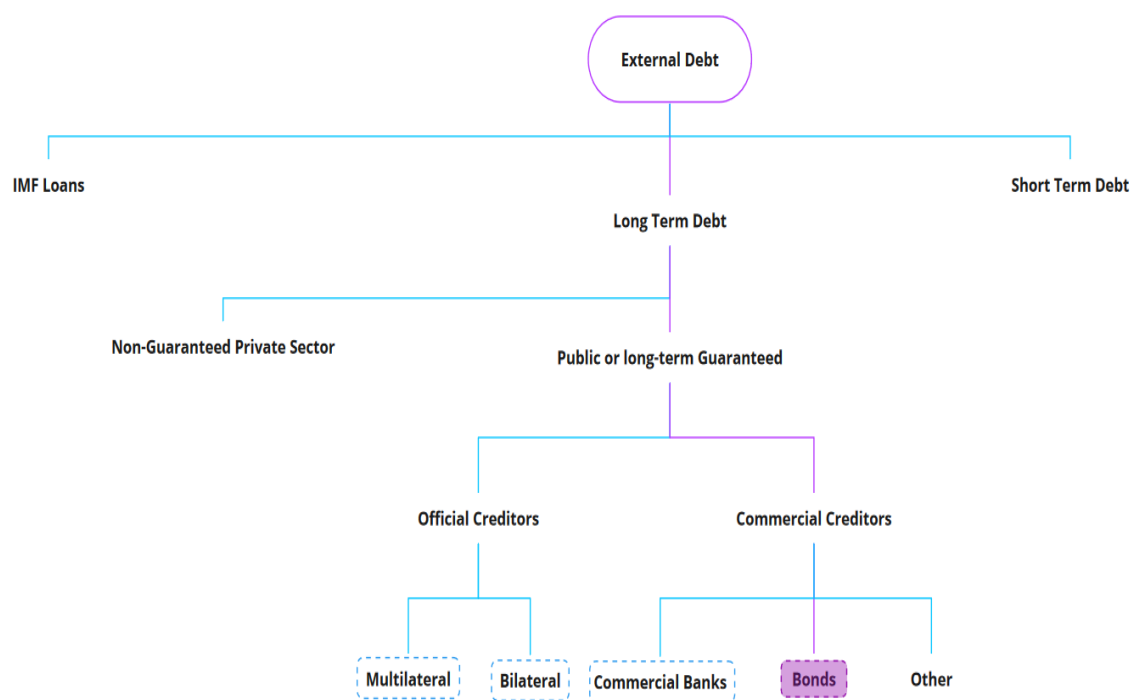 External Debt
IMF Loans
Short Term Debt
Long Term Debt
Non-Guaranteed Private Sector
Public or long-term Guaranteed
Official Creditors
Commercial Creditors
Multilateral
Bilateral
Commercial Banks
Bonds
Other